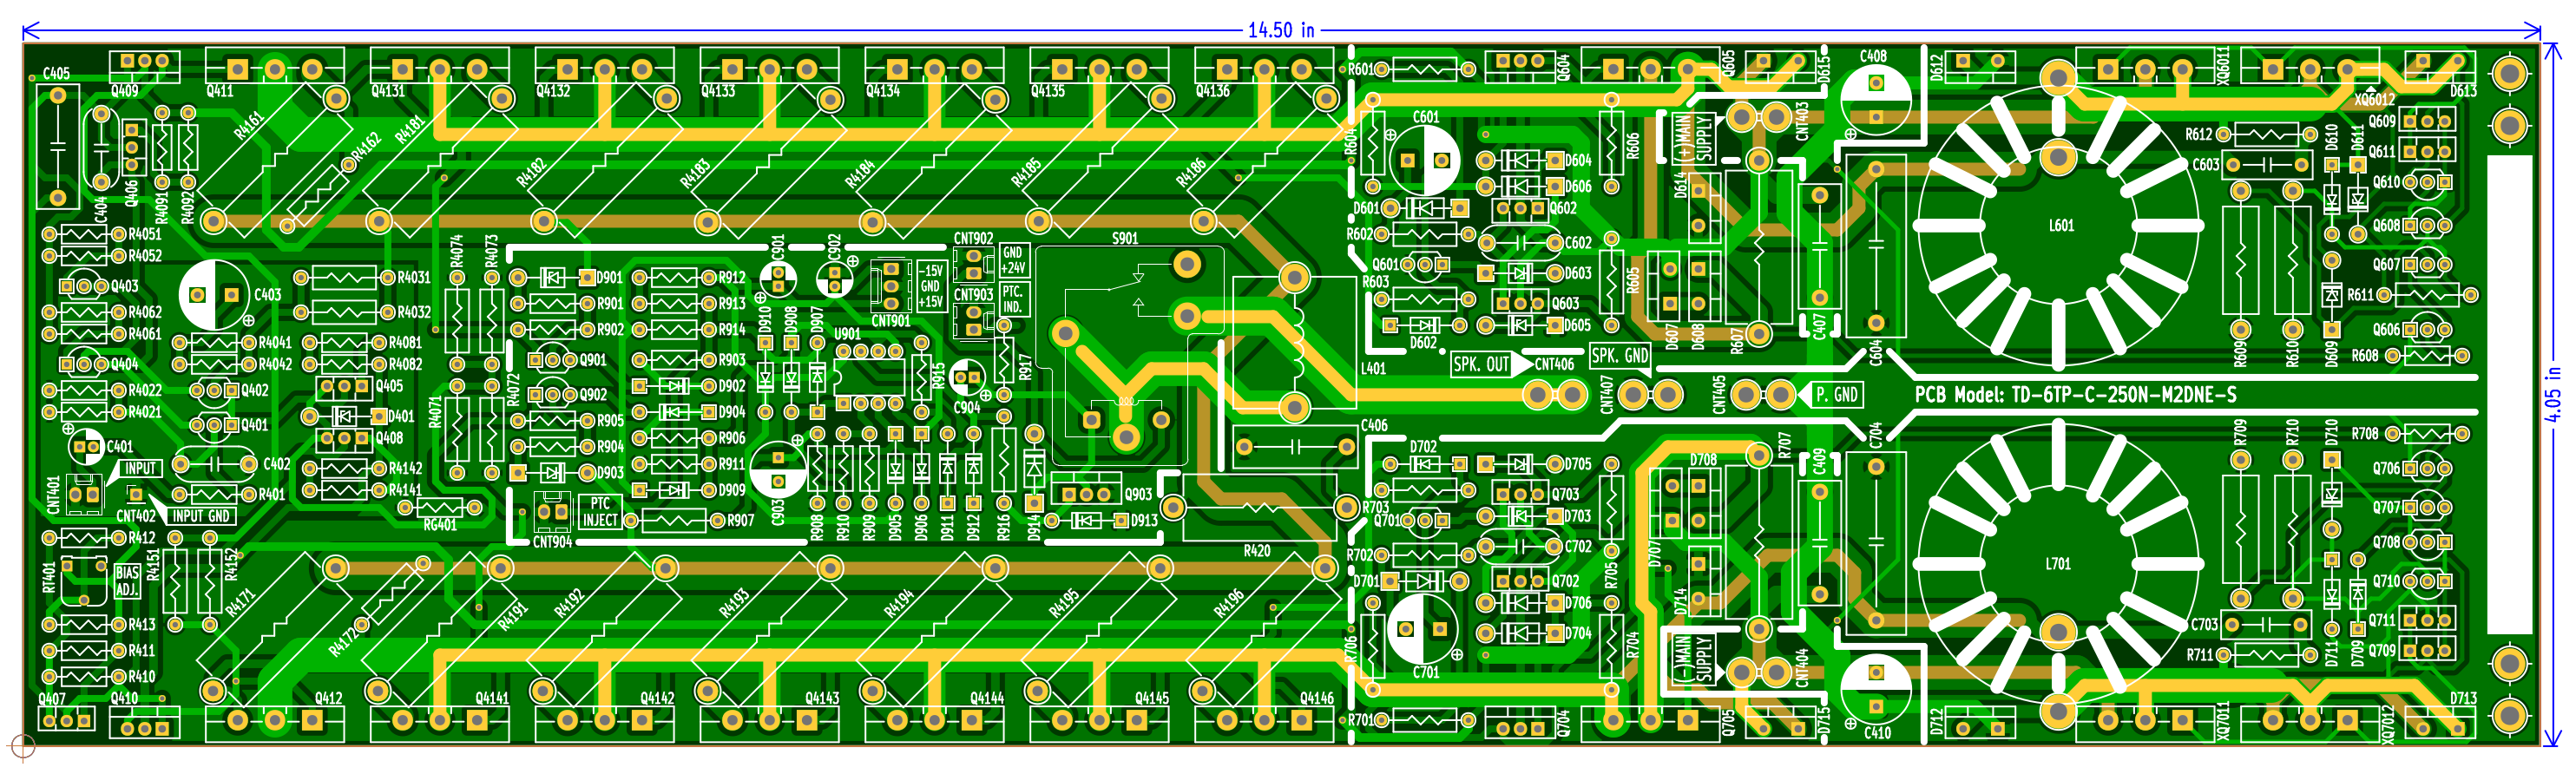 14.50 in
C405
Q409
Q411
Q4131
Q4132
Q4133
Q4134
Q4135
Q4136
R601
Q604
Q605
D615
C408
D612
XQ6011
XQ6012
D613
C404
Q406
R4091
R4092
R4161
R4162
R4181
R4182
R4183
R4184
R4185
R4186
R604
C601
D604
D606
D601
Q602
R602
C602
Q601
D603
R603
Q603
D602
D605
R606
R605
(+)MAIN
SUPPLY
CNT403
D614
D607
D608
R607
C407
C604
L601
R612
C603
D610
D611
Q609
Q611
Q610
Q608
Q607
R611
Q606
R608
R609
R610
D609
R4051
R4052
Q403
R4062
R4061
Q404
R4022
R4021
C401
C403
R4041
R4042
Q402
Q401
C402
R401
R4031
R4032
R4081
R4082
Q405
D401
Q408
R4142
R4141
RG401
R4074
R4073
R4072
R4071
D901
R901
R902
Q901
Q902
R905
R904
D903
R912
R913
R914
R903
D902
D904
R906
R911
D909
R907
C901
C902
CNT901
-15V
GND
+15V
CNT902
GND
+24V
CNT903
PTC.
IND.
D910
D908
D907
U901
R915
C904
R917
S901
L401
SPK. OUT
CNT406
SPK. GND
CNT407
CNT405
P. GND
PCB Model: TD-6TP-C-250N-M2DNE-S
4.05 in
CNT401
INPUT
CNT402
INPUT GND
R412
RT401
BIAS
ADJ.
R413
R411
R410
Q407
Q410
R4151
R4152
CNT904
PTC
INJECT
C903
R908
R910
R909
D905
D906
D911
D912
R916
D914
Q903
D913
C406
R420
R4171
R4172
R4191
R4192
R4193
R4194
R4195
R4196
Q412
Q4141
Q4142
Q4143
Q4144
Q4145
Q4146
D702
D705
R703
Q703
Q701
D703
R702
C702
D701
Q702
D706
D704
R706
C701
R701
Q704
Q705
R705
R704
D708
D707
D714
R707
(-)MAIN
SUPPLY
CNT404
D715
C409
C704
C410
D712
L701
XQ7011
XQ7012
D713
R709
R710
D710
R708
Q706
Q707
Q708
Q710
Q711
Q709
C703
R711
D711
D709